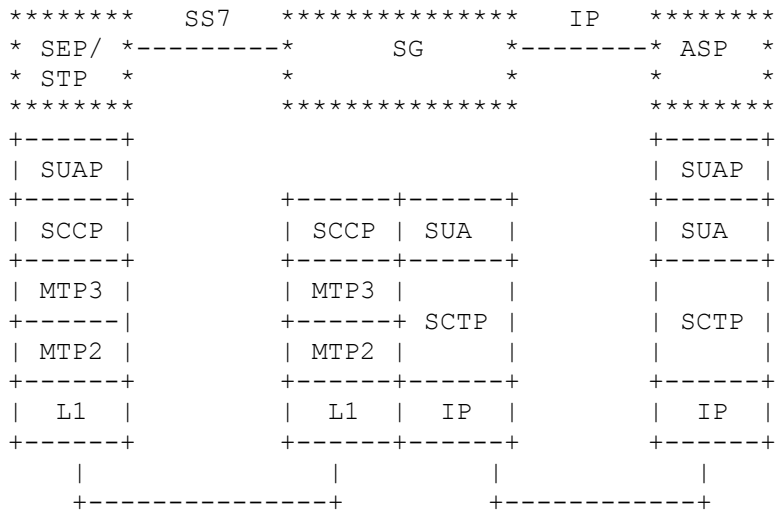 ******** SS7 *************** IP ********
* SEP/ *---------* SG *--------* ASP *
* STP * * * * *
******** *************** ********
+------+ +------+
| SUAP | | SUAP |
+------+ +------+------+ +------+
| SCCP | | SCCP | SUA | | SUA |
+------+ +------+------+ +------+
| MTP3 | | MTP3 | | | |
+------| +------+ SCTP | | SCTP |
| MTP2 | | MTP2 | | | |
+------+ +------+------+ +------+
| L1 | | L1 | IP | | IP |
+------+ +------+------+ +------+
| | | |
+---------------+ +------------+